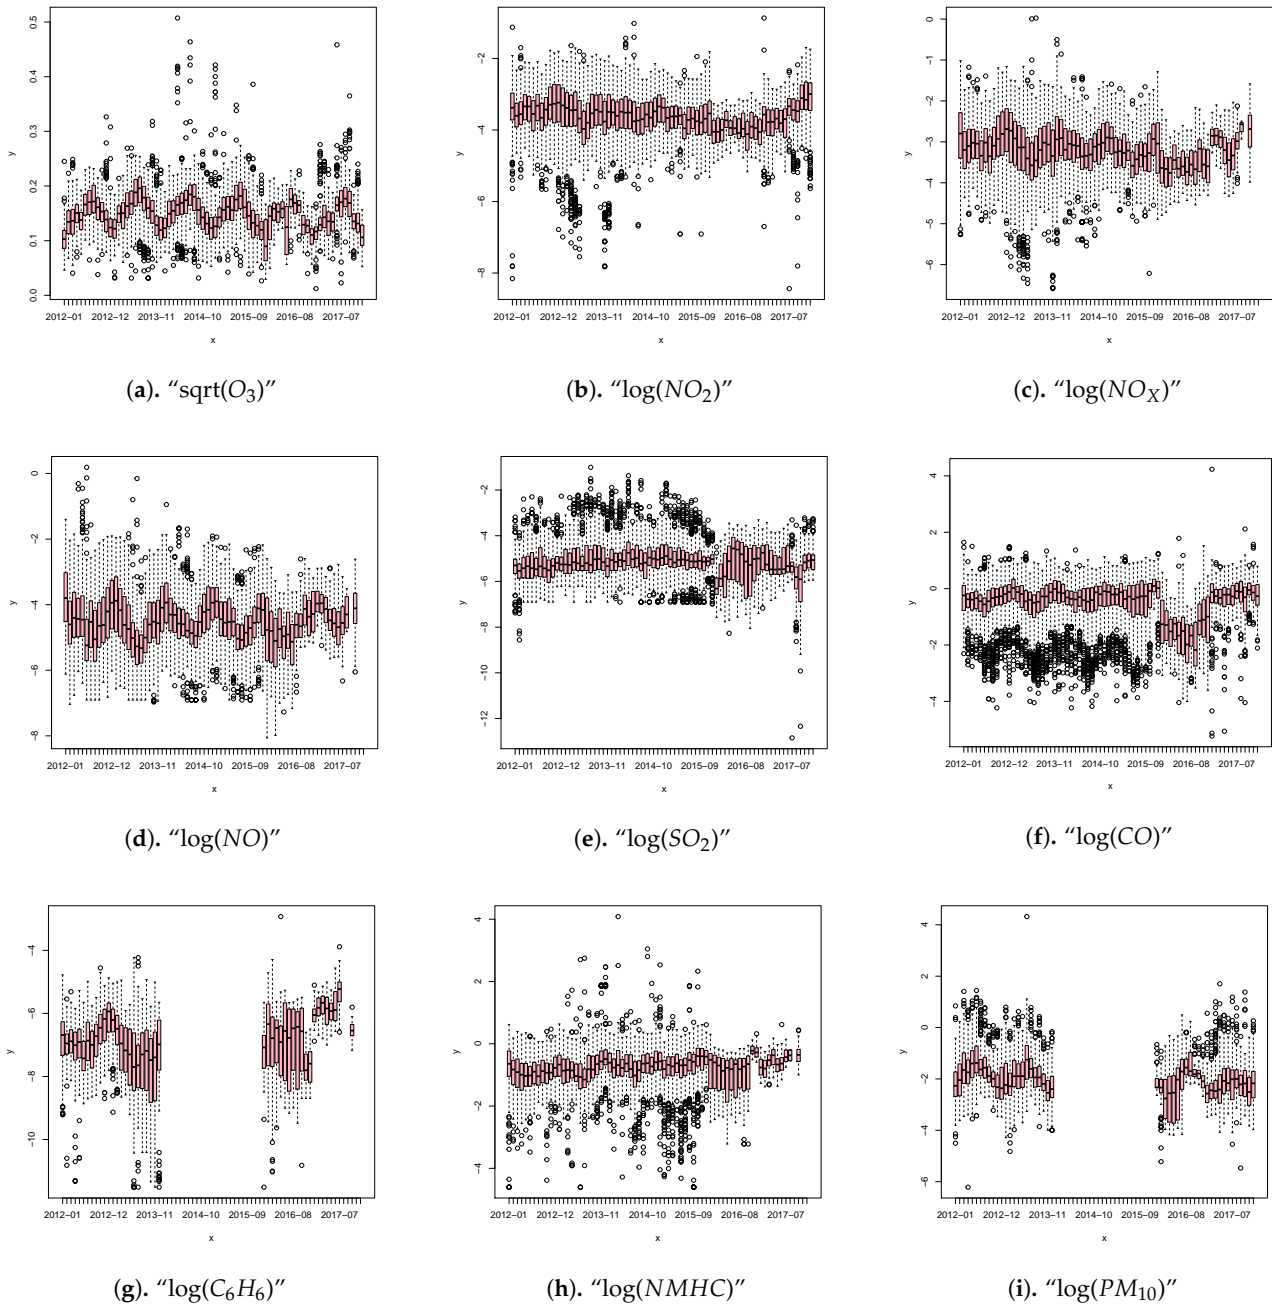 0.0 0.1 0.2 0.3 0.4 0.5
y
2012–01 2012–12 2013–11 2014–10 2015–09 2016–08 2017–07
x
(a). “sqrt(O3)”
−8 −6 −4 −2
y
2012–01 2012–12 2013–11 2014–10 2015–09 2016–08 2017–07
x
(b). “log(NO2)”
−6 −5 −4 −3 −2 −1 0
y
2012–01 2012–12 2013–11 2014–10 2015–09 2016–08 2017–07
x
(c). “log(NOX)”
−8 −6 −4 −2 0
y
2012–01 2012–12 2013–11 2014–10 2015–09 2016–08 2017–07
x
(d). “log(NO)”
−12 −10 −8 −6 −4 −2
y
2012–01 2012–12 2013–11 2014–10 2015–09 2016–08 2017–07
x
(e). “log(SO2)”
−4 −2 0 2 4
y
2012–01 2012–12 2013–11 2014–10 2015–09 2016–08 2017–07
x
(f). “log(CO)”
−10 −8 −6 −4
y
2012–01 2012–12 2013–11 2014–10 2015–09 2016–08 2017–07
x
(g). “log(C6H6)”
−4 −2 0 2 4
y
2012–01 2012–12 2013–11 2014–10 2015–09 2016–08 2017–07
x
(h). “log(NMHC)”
−6 −4 −2 0 2 4
y
2012–01 2012–12 2013–11 2014–10 2015–09 2016–08 2017–07
x
(i). “log(PM10)”